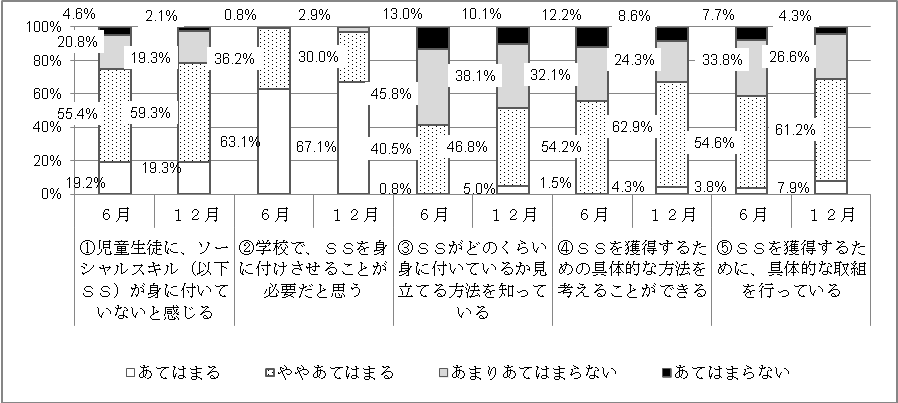 4.6% 2.1% 0.8% 2.9% 13.0% 10.1% 12.2% 8.6% 7.7% 4.3%
100%
20.8% 19.3% 36.2% 30.0% 38.1% 32.1% 24.3% 33.8% 26.6%
80%
45.8%
60%
55.4% 59.3% 62.9% 61.2%
40%
63.1% 67.1% 40.5% 46.8% 54.2% 54.6%
20%
19.2% 19.3% 0.8% 5.0% 1.5% 4.3% 3.8% 7.9%
0%
６月 １２月 ６月 １２月 ６月 １２月 ６月 １２月 ６月 １２月
①児童生徒に、ソー
シャルスキル（以下
ＳＳ）が身に付いて
いないと感じる
②学校で、ＳＳを身
に付けさせることが
必要だと思う
③ＳＳがどのくらい
身に付いているか見
立てる方法を知って
いる
④ＳＳを獲得するた
めの具体的な方法を
考えることができる
⑤ＳＳを獲得するた
めに、具体的な取組
を行っている
あてはまる ややあてはまる あまりあてはまらない あてはまらない